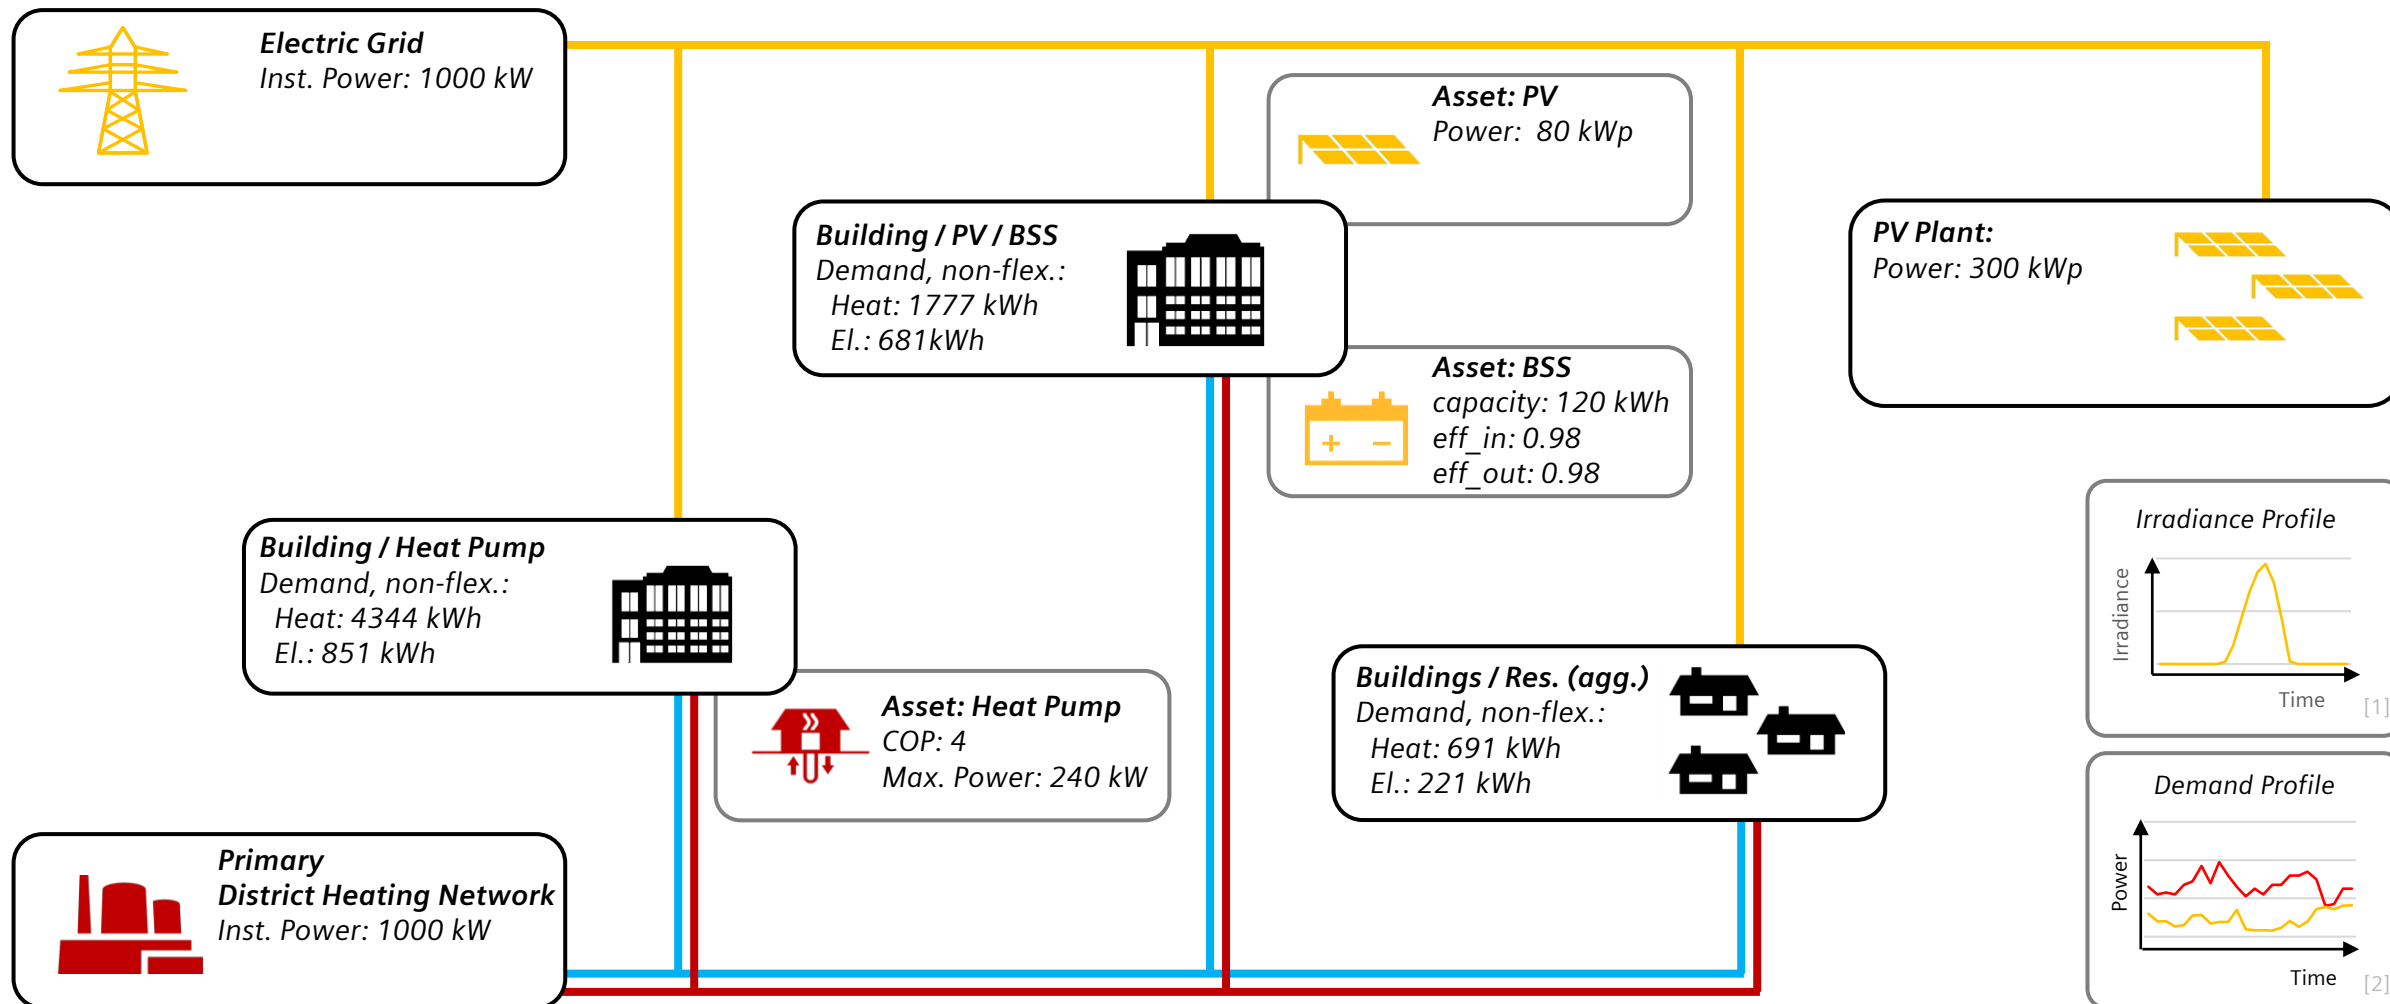 Electric Grid
Inst. Power: 1000 kW
Asset: PV
Power: 80 kWp
Building / PV / BSS
Demand, non-flex.:
Heat: 1777 kWh
El.: 681kWh
PV Plant:
Power: 300 kWp
Asset: BSS
capacity: 120 kWh
eff_in: 0.98
eff_out: 0.98
Building / Heat Pump
Demand, non-flex.:
Heat: 4344 kWh
El.: 851 kWh
Asset: Heat Pump
COP: 4
Max. Power: 240 kW
Buildings / Res. (agg.)
Demand, non-flex.:
Heat: 691 kWh
El.: 221 kWh
Irradiance Profile
Irradiance
Time
[1]
Demand Profile
Power
Time
[2]
Primary
District Heating Network
Inst. Power: 1000 kW